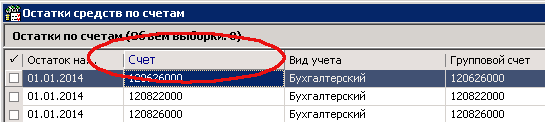 Остатки средств по счетам
Остатки по счетам (Объем выборки: 0)
✓ Остаток на... Счет Вид учета Групповой счет
01.01.2014 120626000 Бухгалтерский 120626000
01.01.2014 120822000 Бухгалтерский 120822000
01.01.2014 120826000 Бухгалтерский 120826000